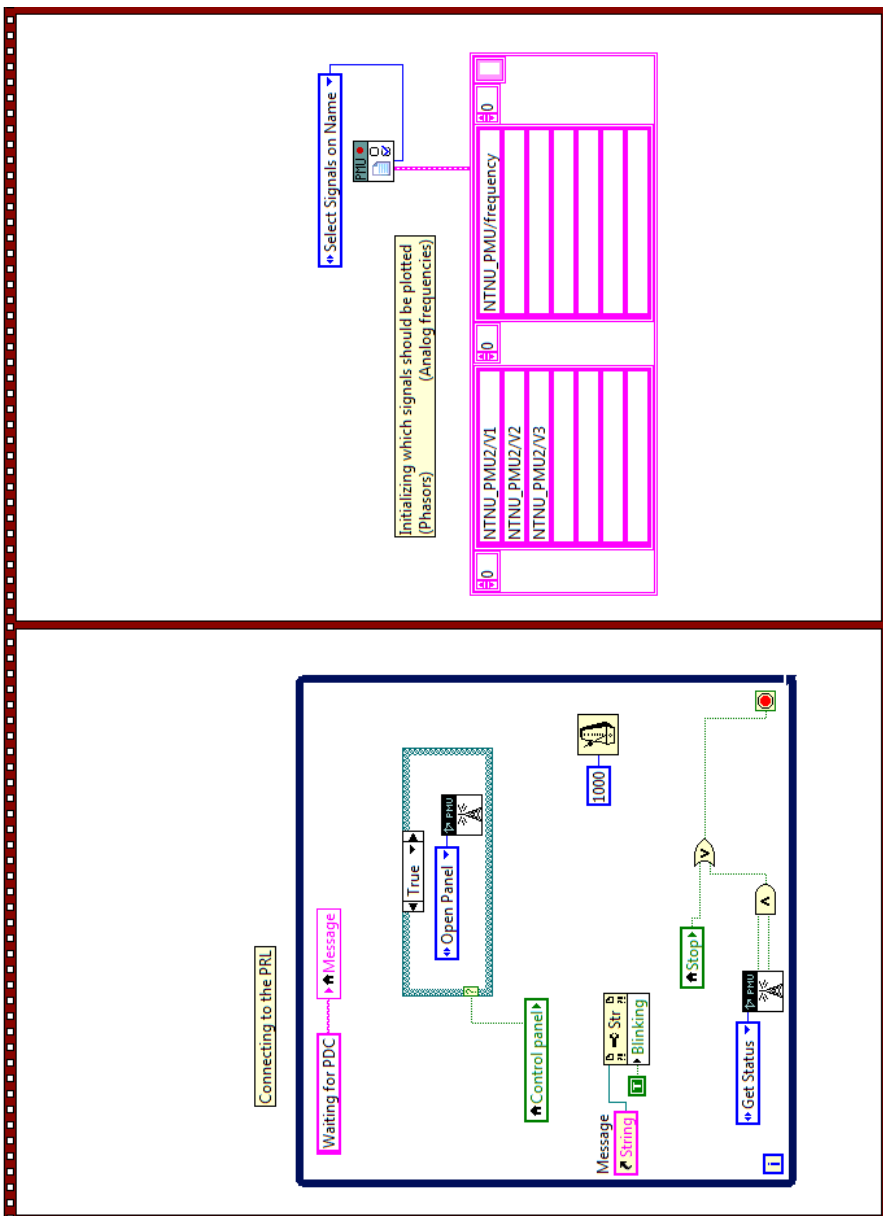 Connecting to the PRL
Waiting for PDC
Message
True
Open Panel
PMU
Control panel
1000
Message
String
Str
T
Blinking
Stop
V
Get Status
PMU
Λ
i
Select Signals on Name
PMU
Initializing which signals should be plotted
(Phasors) (Analog frequencies)
0
NTNU_PMU2/V1
NTNU_PMU2/V2
NTNU_PMU2/V3
0
NTNU_PMU/frequency
0